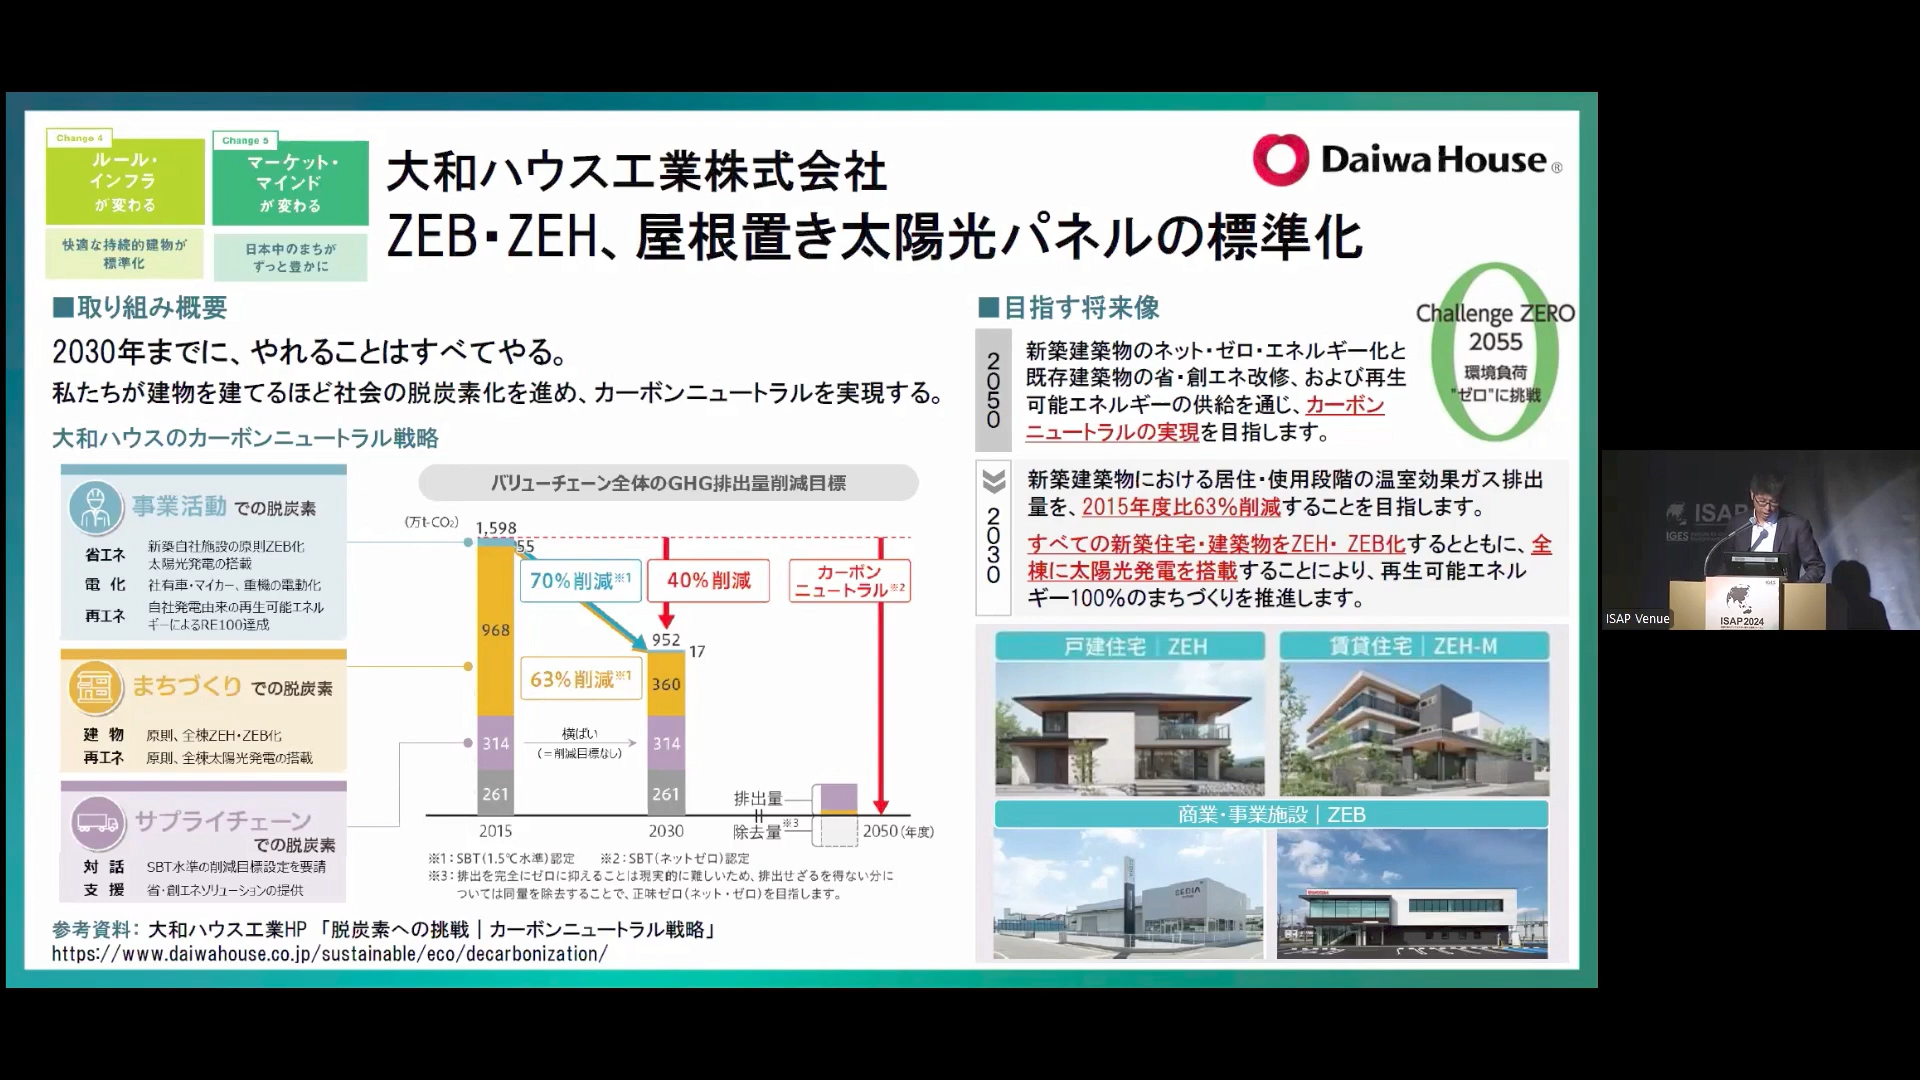 Change 4
ルール・
インフラ
が変わる
快適な持続的建物が
標準化
Change 5
マーケット・
マインド
が変わる
日本中のまちが
ずっと豊かに
大和ハウス工業株式会社
ZEB・ZEH、屋根置き太陽光パネルの標準化
Daiwa House®
■取り組み概要
2030年までに、やれることはすべてやる。
私たちが建物を建てるほど社会の脱炭素化を進め、カーボンニュートラルを実現する。
大和ハウスのカーボンニュートラル戦略
事業活動 での脱炭素
省エネ 新築自社施設の原則ZEB化
太陽光発電の搭載
電化 社有車・マイカー、重機の電動化
再エネ 自社発電由来の再生可能エネル
ギーによるRE100達成
まちづくり での脱炭素
建物 原則、全棟ZEH・ZEB化
再エネ 原則、全棟太陽光発電の搭載
サプライチェーン
での脱炭素
対話 SBT水準の削減目標設定を要請
支援 省・創エネソリューションの提供
バリューチェーン全体のGHG排出量削減目標
(万t-CO₂)
1,598
55
70%削減※1
40%削減
カーボン
ニュートラル※2
968
952
17
63%削減※1
360
314
横ばい
(=削減目標なし)
314
261
261
排出量
除去量※3
2015
2030
2050(年度)
※1：SBT(1.5℃水準)認定 ※2：SBT(ネットゼロ)認定
※3：排出を完全にゼロに抑えることは現実的に難しいため、排出せざるを得ない分に
ついては同量を除去することで、正味ゼロ(ネット・ゼロ)を目指します。
参考資料： 大和ハウス工業HP 「脱炭素への挑戦｜カーボンニュートラル戦略」
https://www.daiwahouse.co.jp/sustainable/eco/decarbonization/
■目指す将来像
Challenge ZERO
2055
環境負荷
“ゼロ”に挑戦
2050
新築建築物のネット・ゼロ・エネルギー化と
既存建築物の省・創エネ改修、および再生
可能エネルギーの供給を通じ、カーボン
ニュートラルの実現を目指します。
2030
新築建築物における居住・使用段階の温室効果ガス排出
量を、2015年度比63%削減することを目指します。
すべての新築住宅・建築物をZEH・ ZEB化するとともに、全
棟に太陽光発電を搭載することにより、再生可能エネル
ギー100%のまちづくりを推進します。
戸建住宅｜ZEH
賃貸住宅｜ZEH-M
商業・事業施設｜ZEB
ISAP
IGES
ISAP2024
ISAP Venue